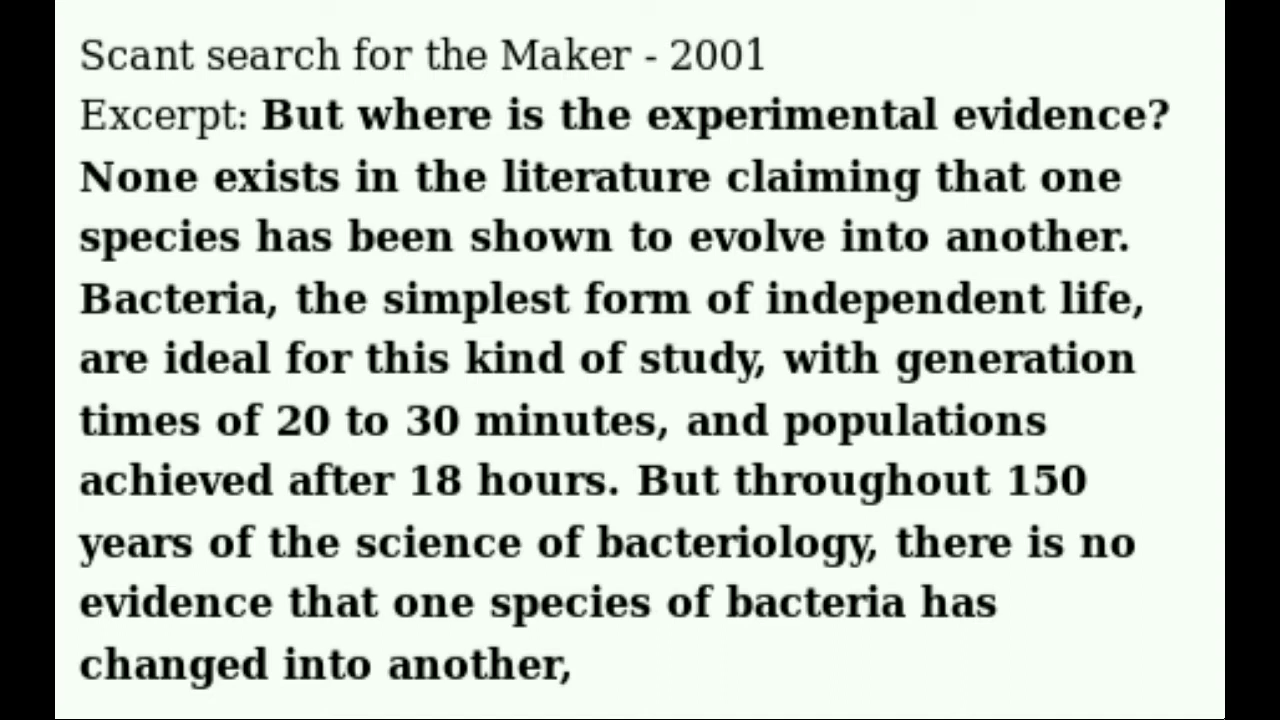 Scant search for the Maker - 2001
Excerpt: But where is the experimental evidence?
None exists in the literature claiming that one
species has been shown to evolve into another.
Bacteria, the simplest form of independent life,
are ideal for this kind of study, with generation
times of 20 to 30 minutes, and populations
achieved after 18 hours. But throughout 150
years of the science of bacteriology, there is no
evidence that one species of bacteria has
changed into another,